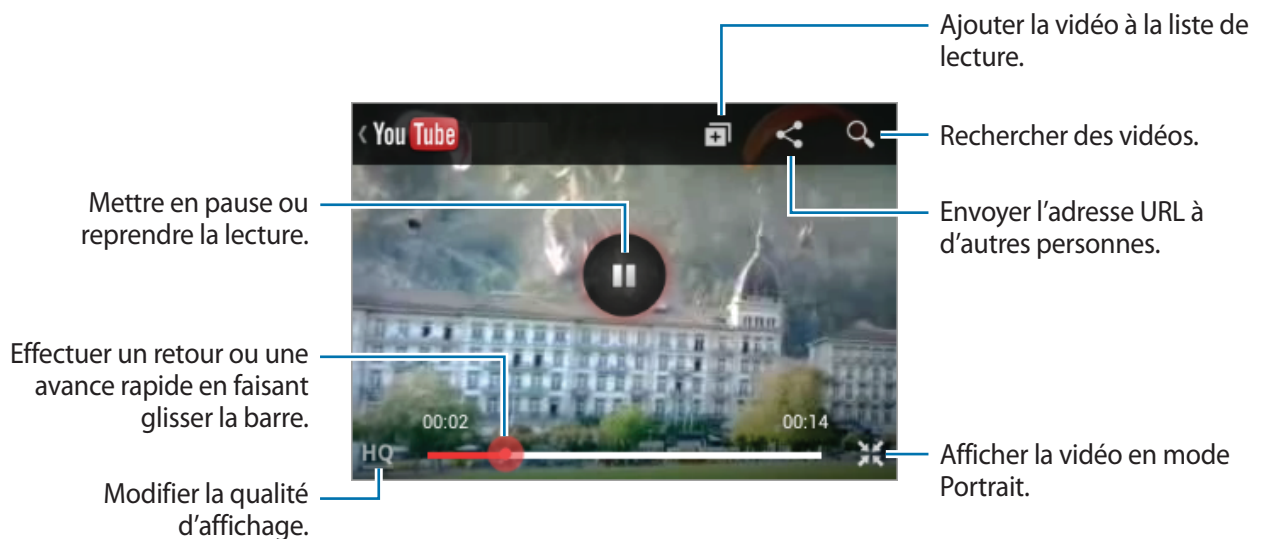 Ajouter la vidéo à la liste de
lecture.
You Tube
Rechercher des vidéos.
Mettre en pause ou
reprendre la lecture.
Envoyer l’adresse URL à
d’autres personnes.
Effectuer un retour ou une
avance rapide en faisant
glisser la barre.
00:02
00:14
HQ
Afficher la vidéo en mode
Portrait.
Modifier la qualité
d’affichage.